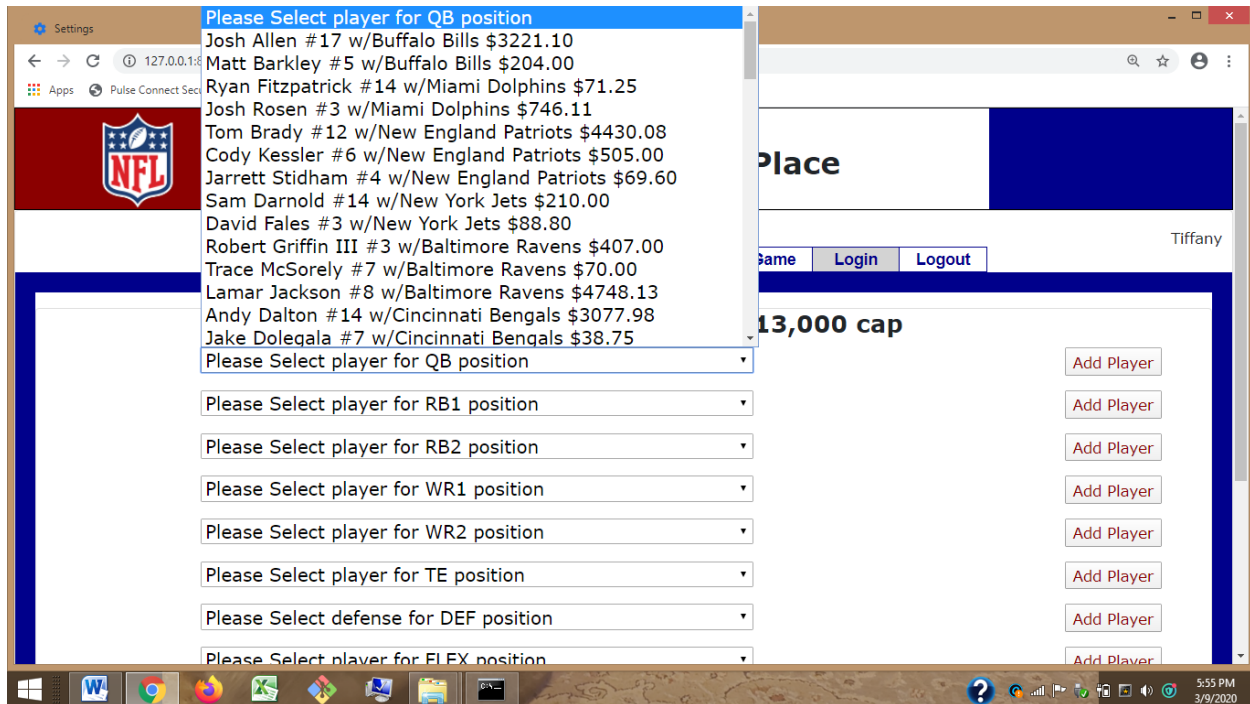 Settings
127.0.0.1:8
Apps Pulse Connect Secu
Please Select player for QB position
Josh Allen #17 w/Buffalo Bills $3221.10
Matt Barkley #5 w/Buffalo Bills $204.00
Ryan Fitzpatrick #14 w/Miami Dolphins $71.25
Josh Rosen #3 w/Miami Dolphins $746.11
Tom Brady #12 w/New England Patriots $4430.08
Cody Kessler #6 w/New England Patriots $505.00
Jarrett Stidham #4 w/New England Patriots $69.60
Sam Darnold #14 w/New York Jets $210.00
David Fales #3 w/New York Jets $88.80
Robert Griffin III #3 w/Baltimore Ravens $407.00
Trace McSorely #7 w/Baltimore Ravens $70.00
Lamar Jackson #8 w/Baltimore Ravens $4748.13
Andy Dalton #14 w/Cincinnati Bengals $3077.98
Jake Dolegala #7 w/Cincinnati Bengals $38.75
NFL
Place
Tiffany
Game Login Logout
13,000 cap
Please Select player for QB position Add Player
Please Select player for RB1 position Add Player
Please Select player for RB2 position Add Player
Please Select player for WR1 position Add Player
Please Select player for WR2 position Add Player
Please Select player for TE position Add Player
Please Select defense for DEF position Add Player
Please Select player for FLEX position Add Player
5:55 PM
3/9/2020